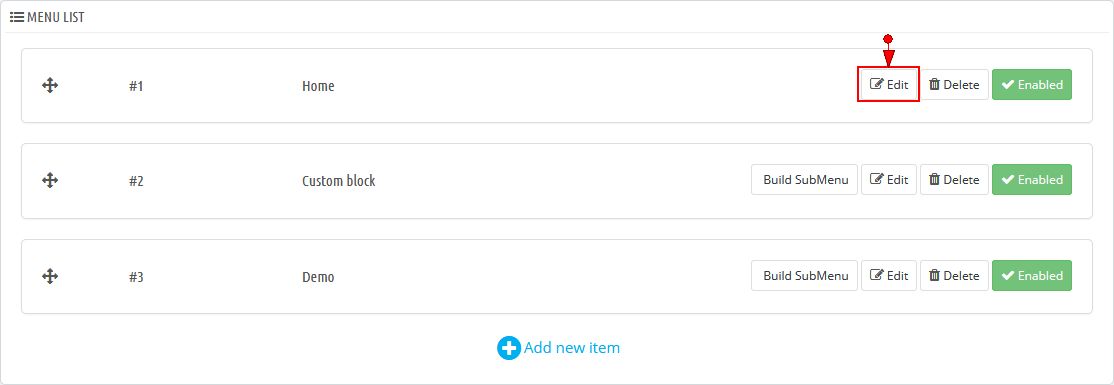 MENU LIST
#1 Home Edit Delete Enabled
#2 Custom block Build SubMenu Edit Delete Enabled
#3 Demo Build SubMenu Edit Delete Enabled
Add new item